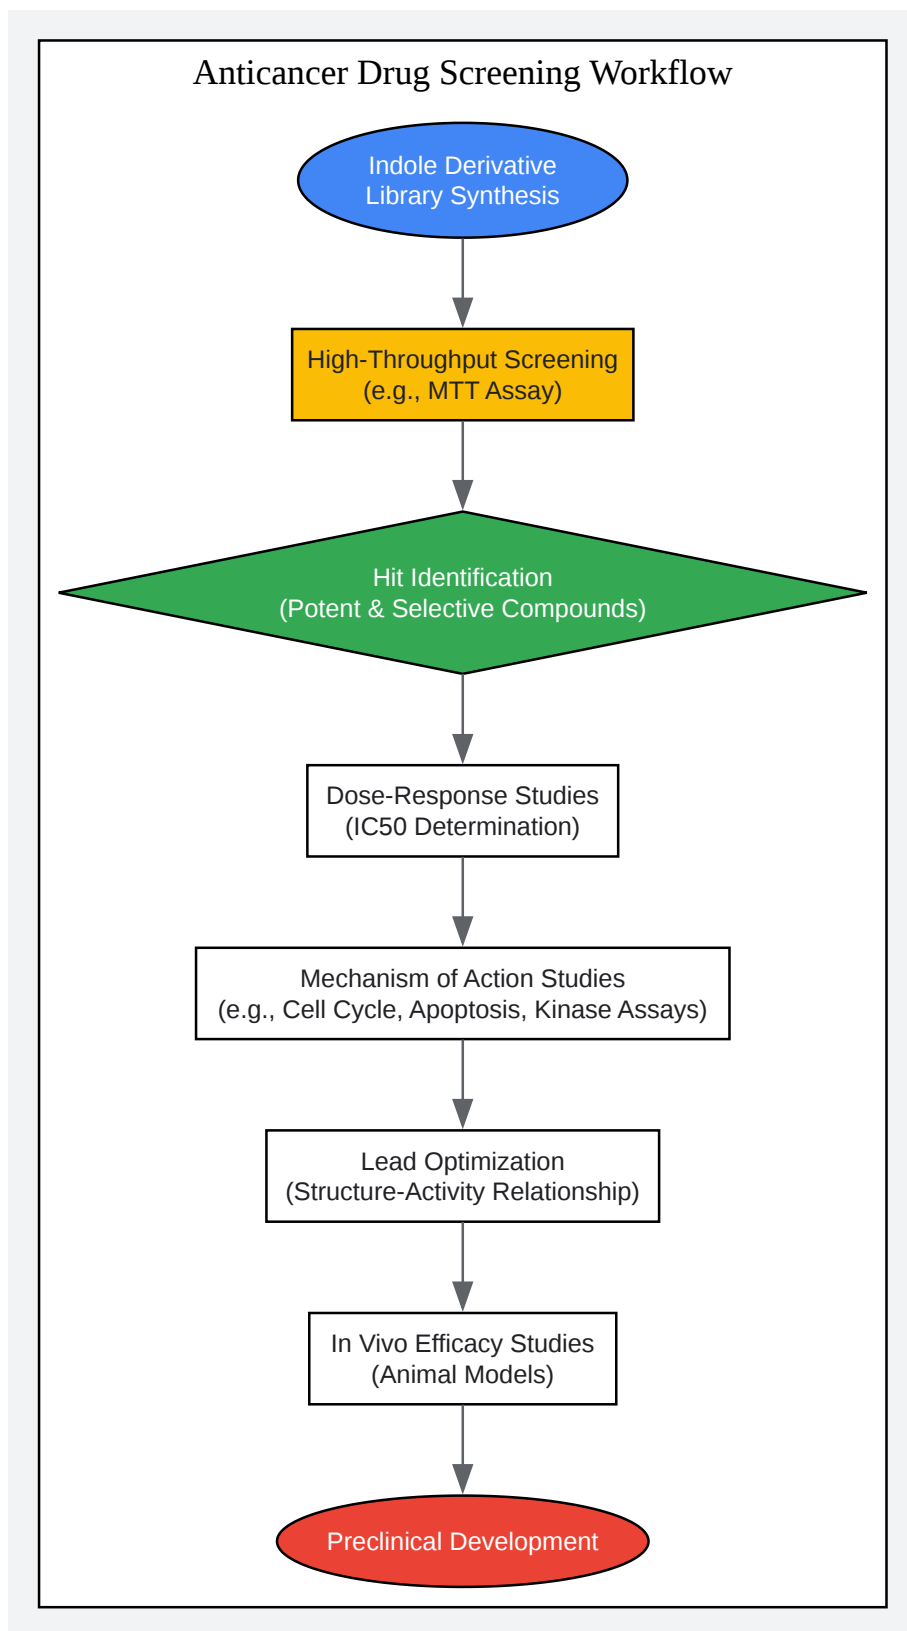 Anticancer Drug Screening Workflow
Indole Derivative
Library Synthesis
High-Throughput Screening
(e.g., MTT Assay)
Hit Identification
(Potent & Selective Compounds)
Dose-Response Studies
(IC50 Determination)
Mechanism of Action Studies
(e.g., Cell Cycle, Apoptosis, Kinase Assays)
Lead Optimization
(Structure-Activity Relationship)
In Vivo Efficacy Studies
(Animal Models)
Preclinical Development